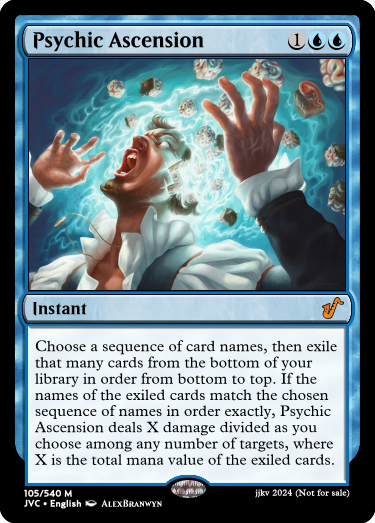 Psychic Ascension 1
Instant
Choose a sequence of card names, then exile
that many cards from the bottom of your
library in order from bottom to top. If the
names of the exiled cards match the chosen
sequence of names in order exactly, Psychic
Ascension deals X damage divided as you
choose among any number of targets, where
X is the total mana value of the exiled cards.
105/540 M
JVC • English AlexBranwyn
jjkv 2024 (Not for sale)